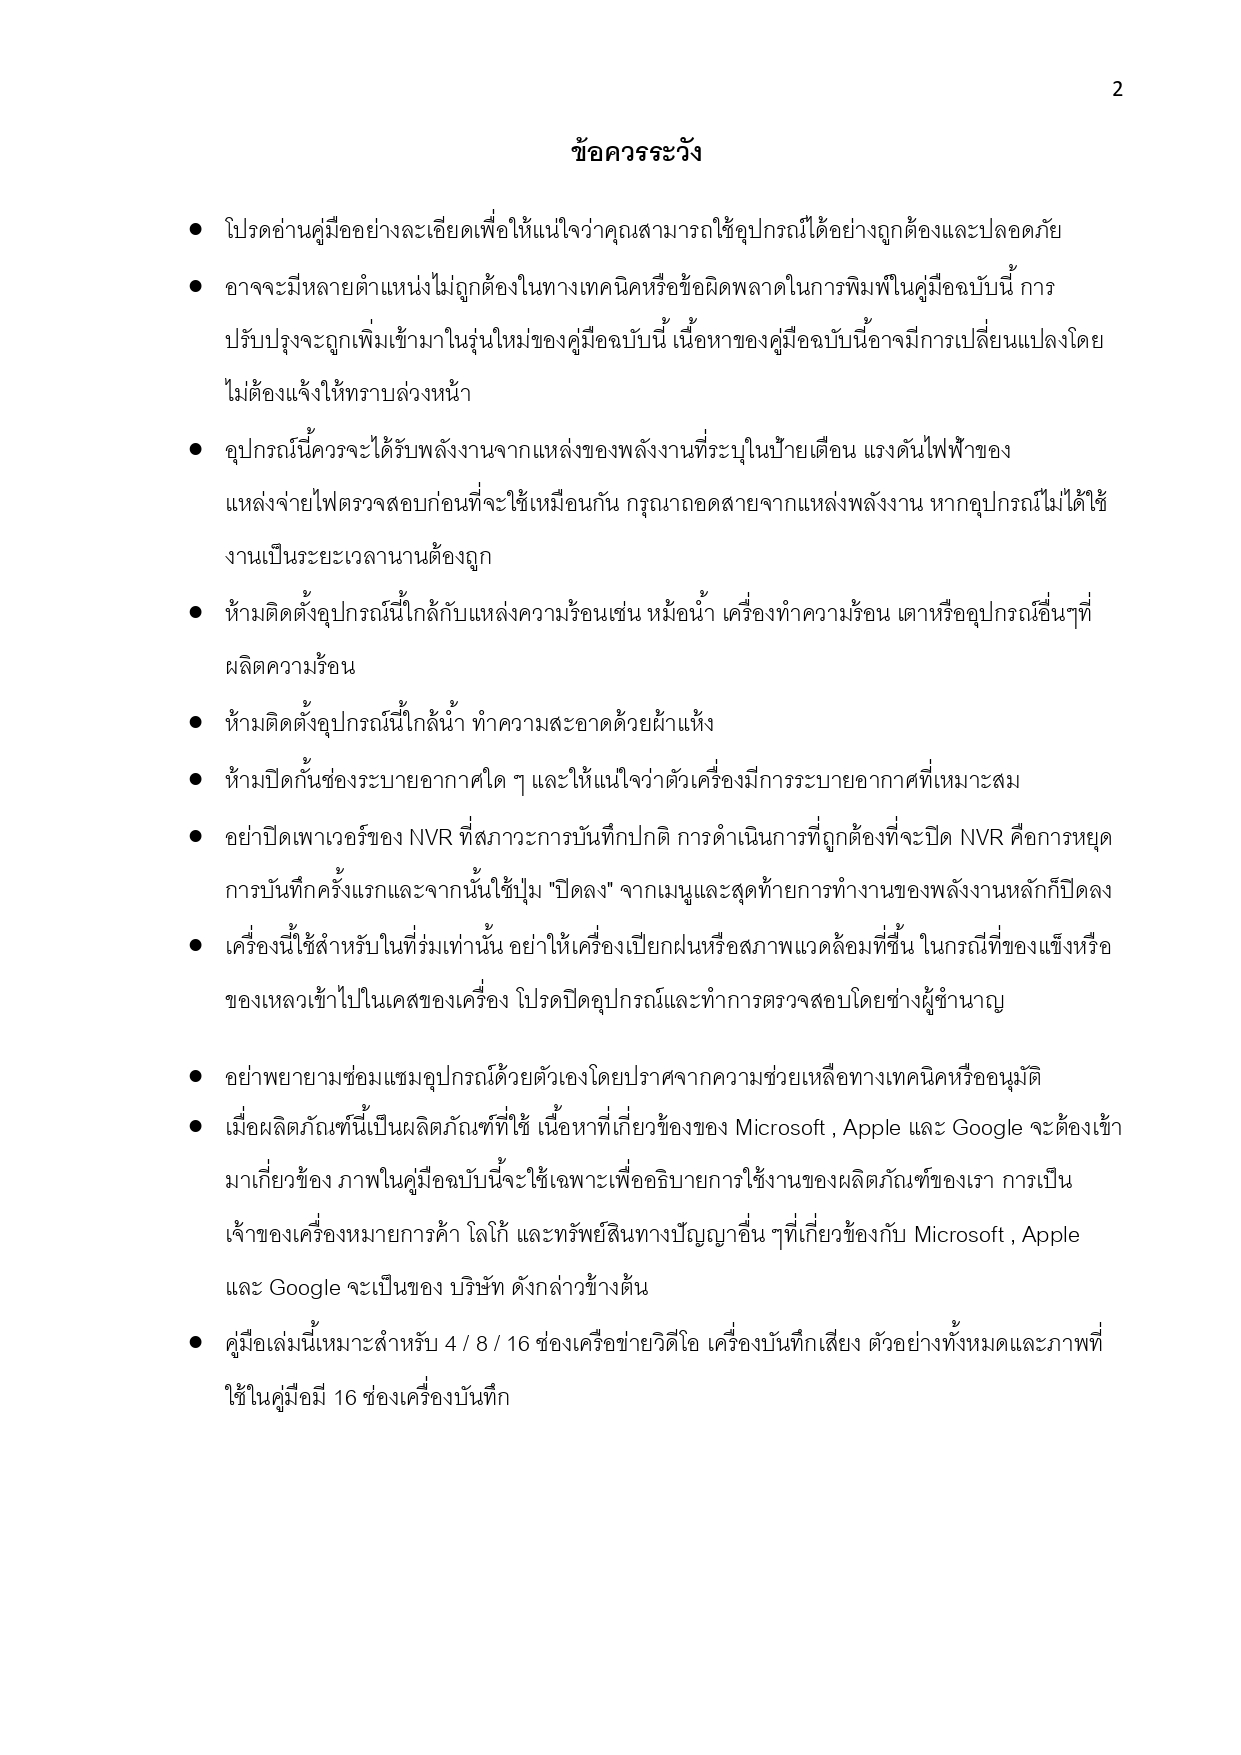 2
ข้อควรระวัง
● โปรดอ่านคู่มืออย่างละเอียดเพื่อให้แน่ใจว่าคุณสามารถใช้อุปกรณ์ได้อย่างถูกต้องและปลอดภัย
● อาจจะมีหลายตำแหน่งไม่ถูกต้องในทางเทคนิคหรือข้อผิดพลาดในการพิมพ์ในคู่มือฉบับนี้ การ
ปรับปรุงจะถูกเพิ่มเข้ามาในรุ่นใหม่ของคู่มือฉบับนี้ เนื้อหาของคู่มือฉบับนี้อาจมีการเปลี่ยนแปลงโดย
ไม่ต้องแจ้งให้ทราบล่วงหน้า
● อุปกรณ์นี้ควรจะได้รับพลังงานจากแหล่งของพลังงานที่ระบุในป้ายเตือน แรงดันไฟฟ้าของ
แหล่งจ่ายไฟตรวจสอบก่อนที่จะใช้เหมือนกัน กรุณาถอดสายจากแหล่งพลังงาน หากอุปกรณ์ไม่ได้ใช้
งานเป็นระยะเวลานานต้องถูก
● ห้ามติดตั้งอุปกรณ์นี้ใกล้กับแหล่งความร้อนเช่น หม้อน้ำ เครื่องทำความร้อน เตาหรืออุปกรณ์อื่นๆที่
ผลิตความร้อน
● ห้ามติดตั้งอุปกรณ์นี้ใกล้น้ำ ทำความสะอาดด้วยผ้าแห้ง
● ห้ามปิดกั้นช่องระบายอากาศใด ๆ และให้แน่ใจว่าตัวเครื่องมีการระบายอากาศที่เหมาะสม
● อย่าปิดเพาเวอร์ของ NVR ที่สภาวะการบันทึกปกติ การดำเนินการที่ถูกต้องที่จะปิด NVR คือการหยุด
การบันทึกครั้งแรกและจากนั้นใช้ปุ่ม "ปิดลง" จากเมนูและสุดท้ายการทำงานของพลังงานหลักก็ปิดลง
● เครื่องนี้ใช้สำหรับในที่ร่มเท่านั้น อย่าให้เครื่องเปียกฝนหรือสภาพแวดล้อมที่ชื้น ในกรณีที่ของแข็งหรือ
ของเหลวเข้าไปในเคสของเครื่อง โปรดปิดอุปกรณ์และทำการตรวจสอบโดยช่างผู้ชำนาญ
● อย่าพยายามซ่อมแซมอุปกรณ์ด้วยตัวเองโดยปราศจากความช่วยเหลือทางเทคนิคหรืออนุมัติ
● เมื่อผลิตภัณฑ์นี้เป็นผลิตภัณฑ์ที่ใช้ เนื้อหาที่เกี่ยวข้องของ Microsoft , Apple และ Google จะต้องเข้า
มาเกี่ยวข้อง ภาพในคู่มือฉบับนี้จะใช้เฉพาะเพื่ออธิบายการใช้งานของผลิตภัณฑ์ของเรา การเป็น
เจ้าของเครื่องหมายการค้า โลโก้ และทรัพย์สินทางปัญญาอื่น ๆที่เกี่ยวข้องกับ Microsoft , Apple
และ Google จะเป็นของ บริษัท ดังกล่าวข้างต้น
● คู่มือเล่มนี้เหมาะสำหรับ 4 / 8 / 16 ช่องเครือข่ายวิดีโอ เครื่องบันทึกเสียง ตัวอย่างทั้งหมดและภาพที่
ใช้ในคู่มือมี 16 ช่องเครื่องบันทึก